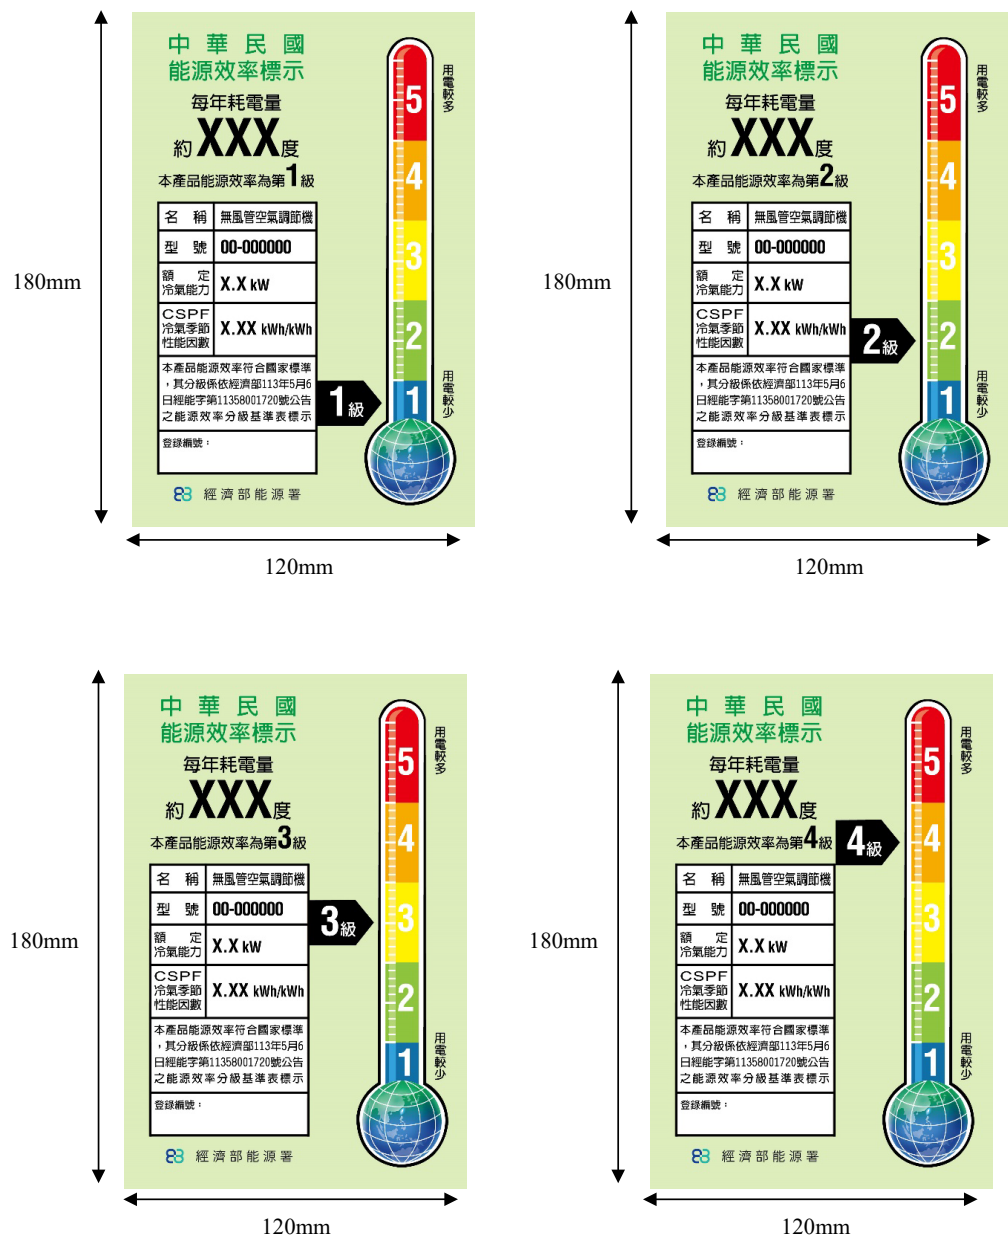 180mm
中華民國
能源效率標示
每年耗電量
約XXX度
本產品能源效率為第1級
名稱 無風管空氣調節機
型號 00-000000
額定冷氣能力 X.X kW
CSPF
冷氣季節
性能因數 X.XX kWh/kWh
本產品能源效率符合國家標準
，其分級係依經濟部113年5月6
日經能字第11358001720號公告
之能源效率分級基準表標示
登錄編號：
經濟部能源署
1級
用電較多
5
4
3
2
1
用電較少
120mm
180mm
中華民國
能源效率標示
每年耗電量
約XXX度
本產品能源效率為第2級
名稱 無風管空氣調節機
型號 00-000000
額定冷氣能力 X.X kW
CSPF
冷氣季節
性能因數 X.XX kWh/kWh
本產品能源效率符合國家標準
，其分級係依經濟部113年5月6
日經能字第11358001720號公告
之能源效率分級基準表標示
登錄編號：
經濟部能源署
2級
用電較多
5
4
3
2
1
用電較少
120mm
180mm
中華民國
能源效率標示
每年耗電量
約XXX度
本產品能源效率為第3級
名稱 無風管空氣調節機
型號 00-000000
額定冷氣能力 X.X kW
CSPF
冷氣季節
性能因數 X.XX kWh/kWh
本產品能源效率符合國家標準
，其分級係依經濟部113年5月6
日經能字第11358001720號公告
之能源效率分級基準表標示
登錄編號：
經濟部能源署
3級
用電較多
5
4
3
2
1
用電較少
120mm
180mm
中華民國
能源效率標示
每年耗電量
約XXX度
本產品能源效率為第4級
名稱 無風管空氣調節機
型號 00-000000
額定冷氣能力 X.X kW
CSPF
冷氣季節
性能因數 X.XX kWh/kWh
本產品能源效率符合國家標準
，其分級係依經濟部113年5月6
日經能字第11358001720號公告
之能源效率分級基準表標示
登錄編號：
經濟部能源署
4級
用電較多
5
4
3
2
1
用電較少
120mm